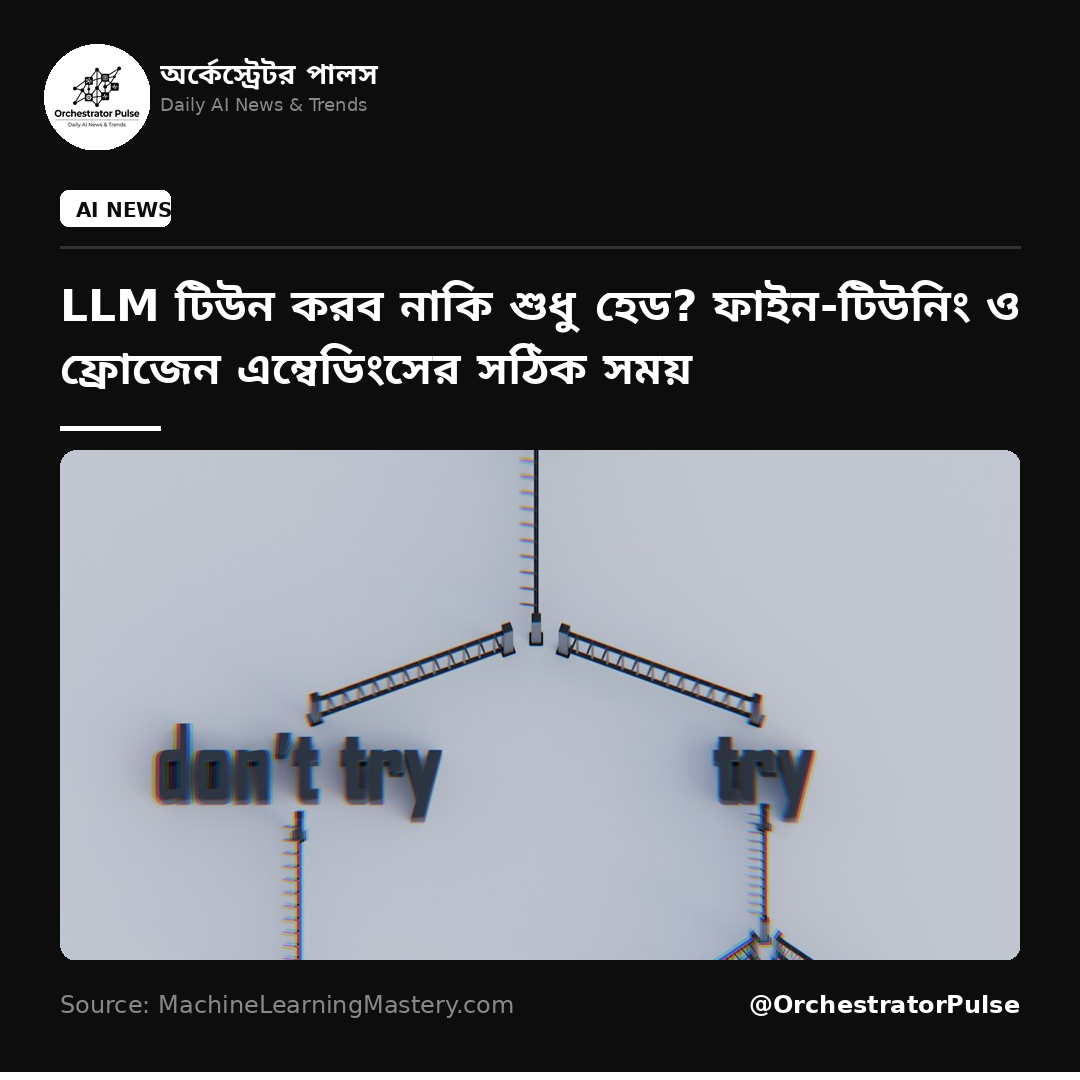 অর্কেস্ট্রেটর পালস
Daily AI News & Trends
Orchestrator Pulse
Daily AI News & Trends
AI NEWS
LLM টিউন করব নাকি শুধু হেড? ফাইন-টিউনিং ও
ফ্রোজেন এম্বেডিংসের সঠিক সময়
don't try
try
Source: MachineLearningMastery.com
@OrchestratorPulse